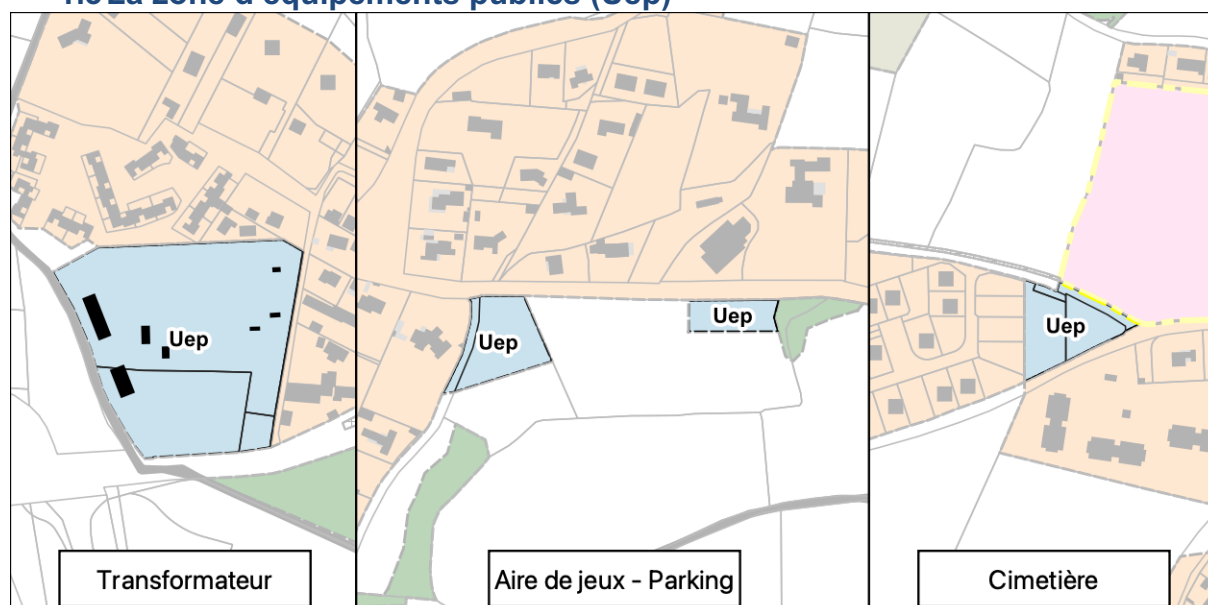 La zone d'équipements publics (Uep)
Uep
Uep
Uep
Uep
Transformateur
Aire de jeux - Parking
Cimetière